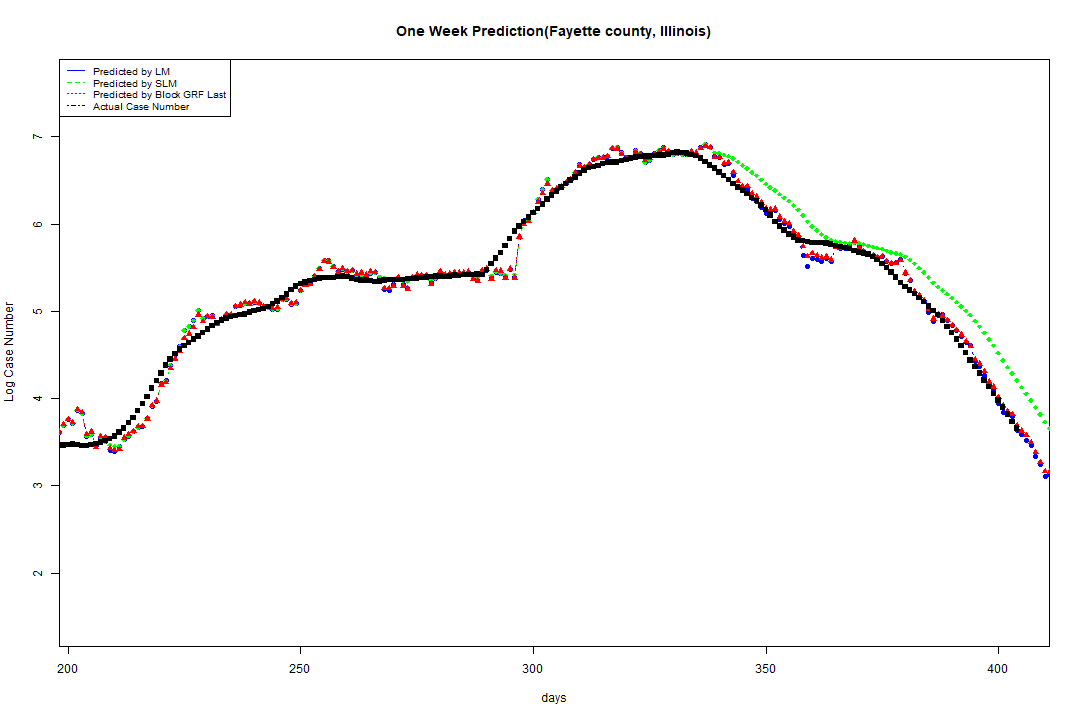 One Week Prediction(Fayette county, Illinois)
Predicted by LM
Predicted by SLM
Predicted by Block GRF Last
Actual Case Number
Log Case Number
7
6
5
4
3
2
200 250 300 350 400
days